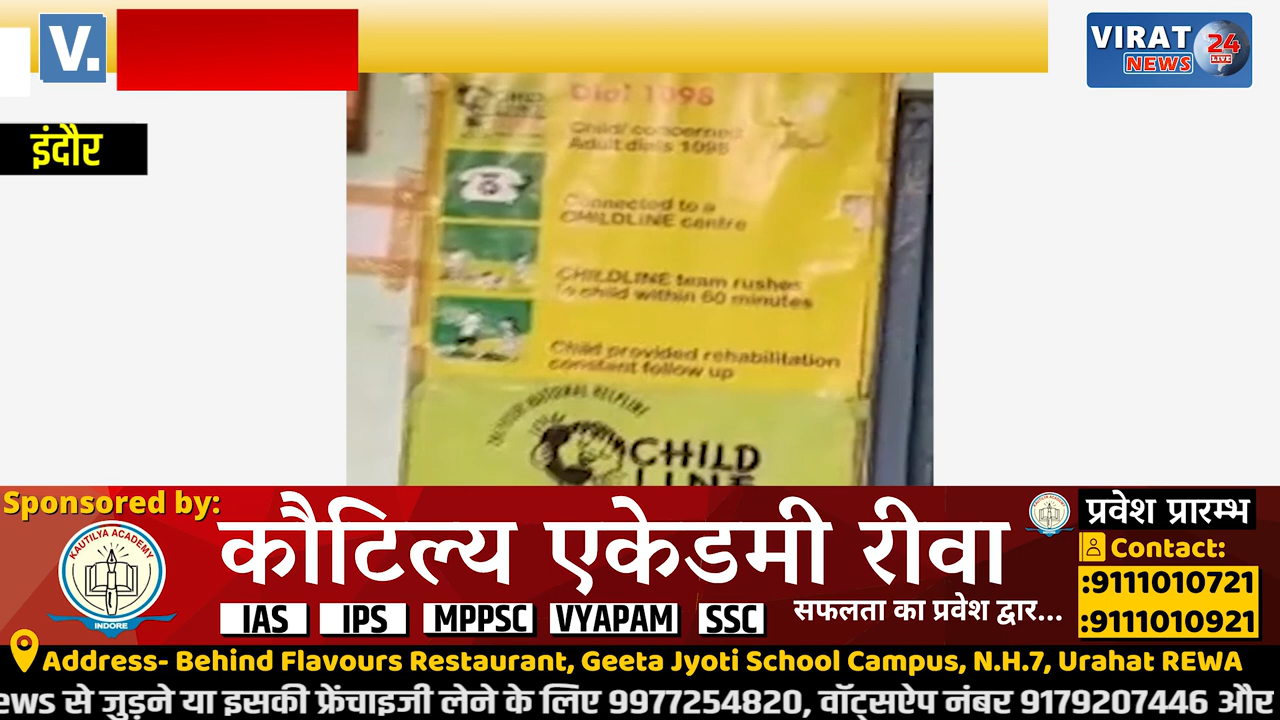 V.
VIRAT
NEWS
24
LIVE
इंदौर
Dial 1098
Child/ concerned
Adult dials 1098
Connected to a
CHILDLINE centre
CHILDLINE team rushes
to child within 60 minutes
Child provided rehabilitation
constant follow up
NATIONAL HELPLINE
CHILD
LINE
Sponsored by:
KAUTILYA ACADEMY
INDORE
कौटिल्य एकेडमी रीवा
IAS IPS MPPSC VYAPAM SSC
सफलता का प्रवेश द्वार...
प्रवेश प्रारम्भ
Contact:
:9111010721
:9111010921
Address- Behind Flavours Restaurant, Geeta Jyoti School Campus, N.H.7, Urahat REWA
ews से जुड़ने या इसकी फ्रेंचाइजी लेने के लिए 9977254820, वॉट्सऐप नंबर 9179207446 और